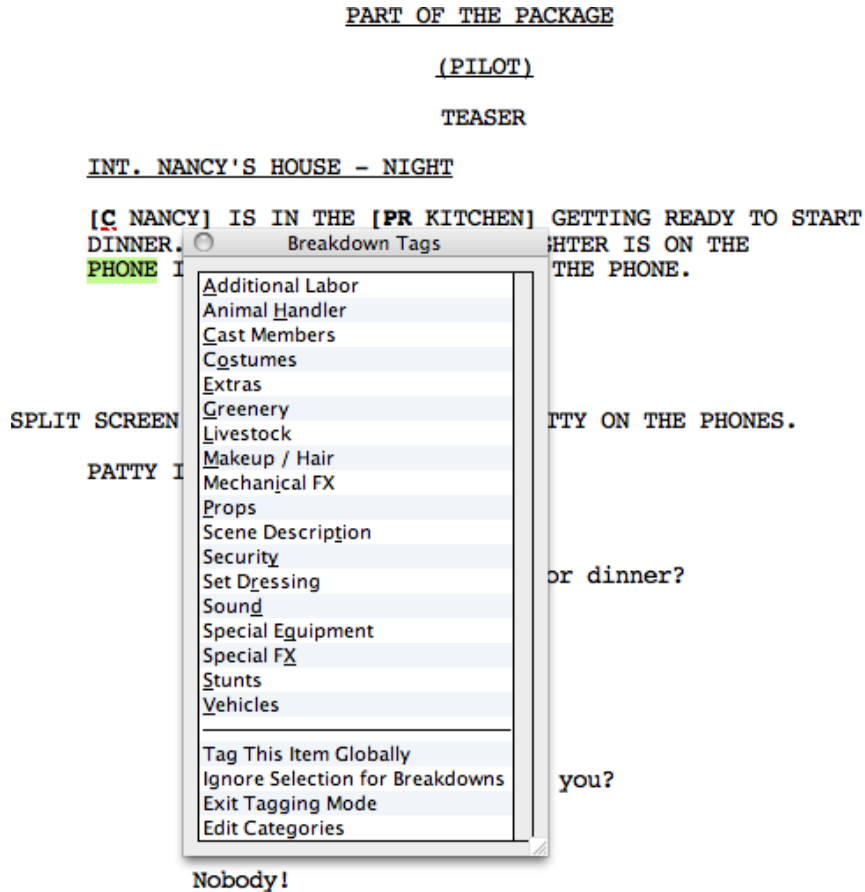 PART OF THE PACKAGE
(PILOT)
TEASER
INT. NANCY'S HOUSE - NIGHT
[C NANCY] IS IN THE [PR KITCHEN] GETTING READY TO START
DINNER. HTER IS ON THE
PHONE THE PHONE.
SPLIT SCREEN TTY ON THE PHONES.
PATTY
or dinner?
you?
Nobody!
Breakdown Tags
Additional Labor
Animal Handler
Cast Members
Costumes
Extras
Greenery
Livestock
Makeup / Hair
Mechanical FX
Props
Scene Description
Security
Set Dressing
Sound
Special Equipment
Special FX
Stunts
Vehicles
Tag This Item Globally
Ignore Selection for Breakdowns
Exit Tagging Mode
Edit Categories